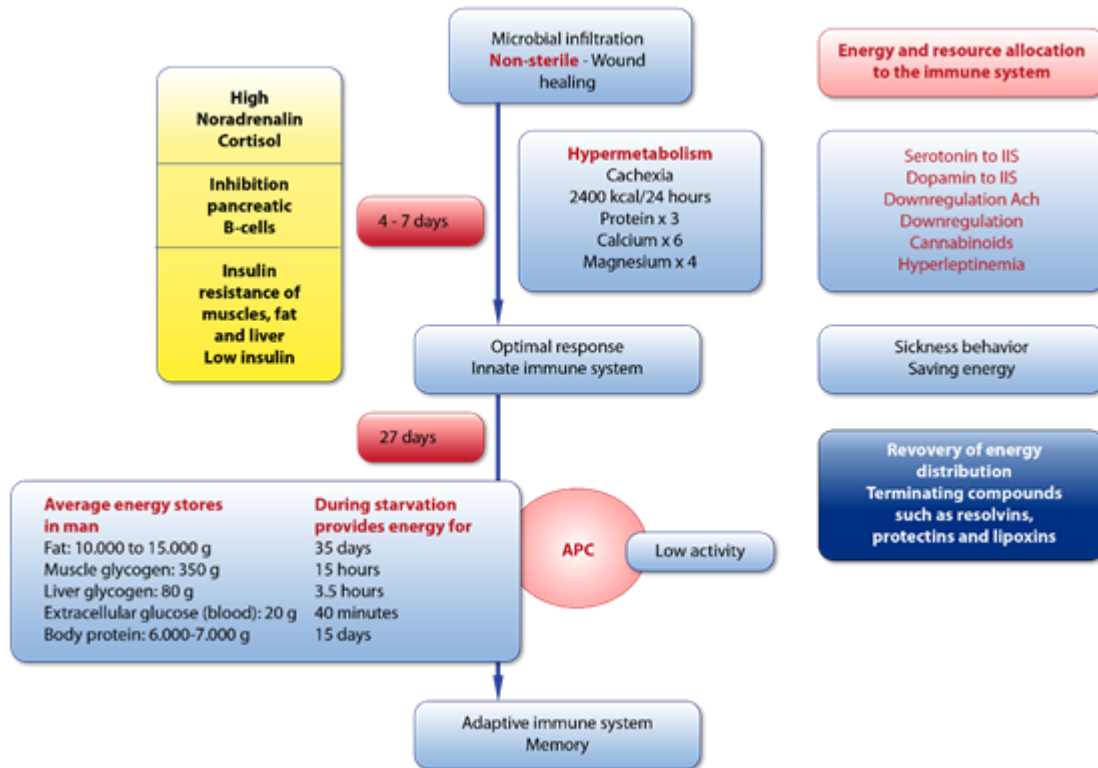 Microbial infiltration
Non-sterile - Wound
healing
Energy and resource allocation
to the immune system
High
Noradrenalin
Cortisol
Inhibition
pancreatic
B-cells
Insulin
resistance of
muscles, fat
and liver
Low insulin
4 - 7 days
Hypermetabolism
Cachexia
2400 kcal/24 hours
Protein x 3
Calcium x 6
Magnesium x 4
Serotonin to IIS
Dopamin to IIS
Downregulation Ach
Downregulation
Cannabinoids
Hyperleptinemia
Optimal response
Innate immune system
Sickness behavior
Saving energy
27 days
Revovery of energy
distribution
Terminating compounds
such as resolvins,
protectins and lipoxins
Average energy stores
in man
Fat: 10.000 to 15.000 g
Muscle glycogen: 350 g
Liver glycogen: 80 g
Extracellular glucose (blood): 20 g
Body protein: 6.000-7.000 g
During starvation
provides energy for
35 days
15 hours
3.5 hours
40 minutes
15 days
APC
Low activity
Adaptive immune system
Memory